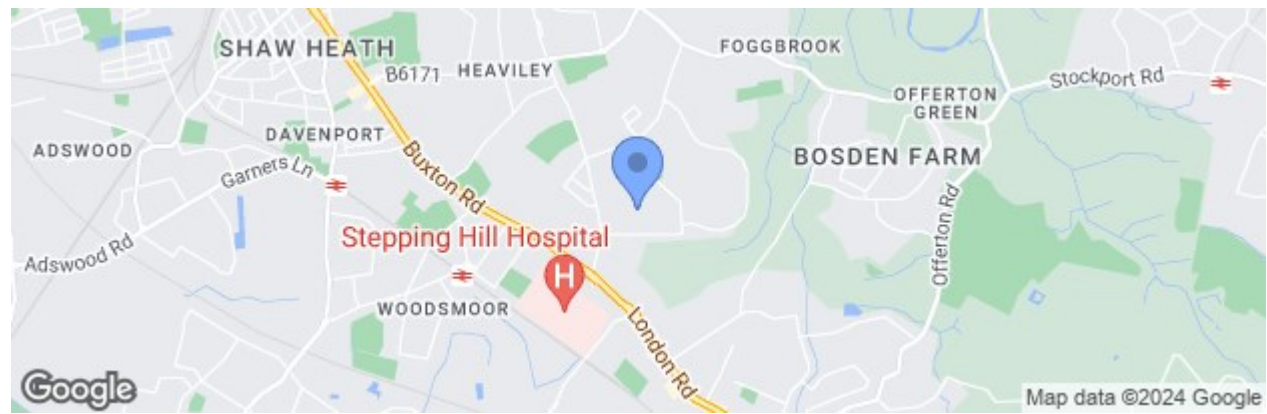 SHAW HEATH
B6171
HEAVILEY
FOGGBROOK
Stockport Rd
OFFERTON
GREEN
DAVENPORT
ADSWOOD
Garners Ln
Buxton Rd
BOSDEN FARM
Stepping Hill Hospital
H
Adswood Rd
Offerton Rd
WOODSMOOR
London Rd
Google
Map data ©2024 Google